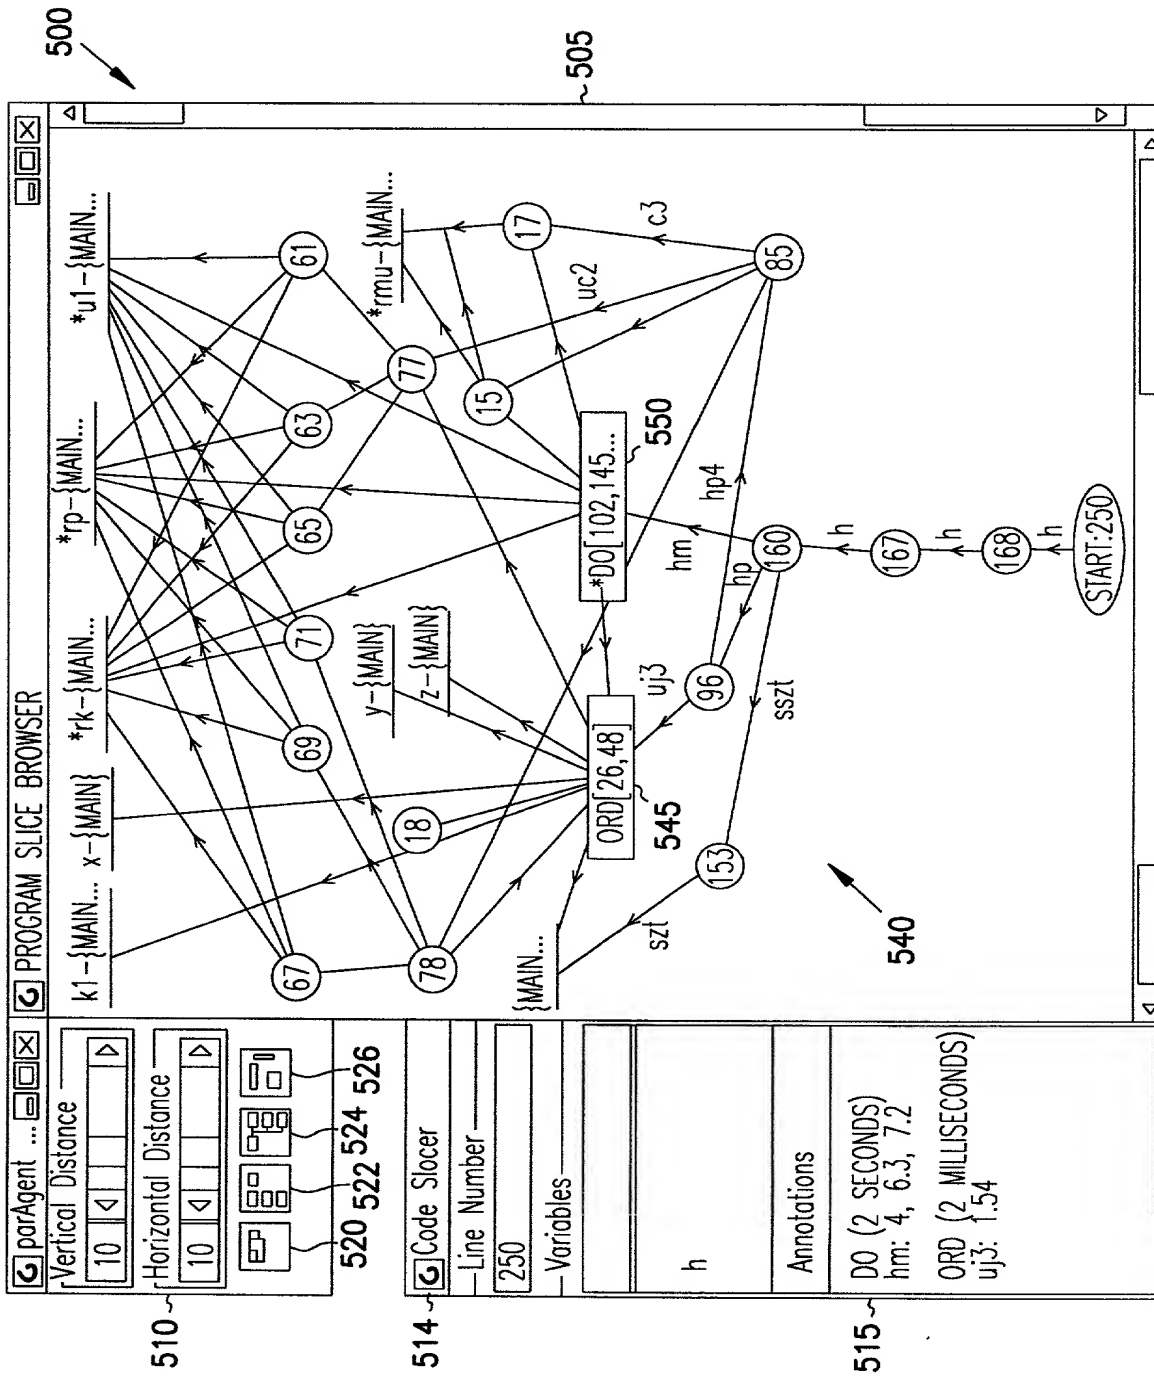 500
PROGRAM SLICE BROWSER
505
*u1-{MAIN...
*rp-{MAIN...
*rk-{MAIN...
x-{MAIN}
k1-{MAIN...
*rmu-{MAIN...
y-{MAIN}
z-{MAIN}
{MAIN...
61
63
65
71
69
67
77
15
17
18
78
uc2
c3
85
*DO[102,145...
550
ORD[26,48]
545
hm
hp4
hp
uj3
96
160
sszt
153
szt
h
167
h
168
h
START:250
540
parAgent ...
Vertical Distance
10
Horizontal Distance
10
510
520
522
524
526
514
Code Slocer
Line Number
250
Variables
h
Annotations
DO (2 SECONDS)
hm: 4, 6.3, 7.2
ORD (2 MILLISECONDS)
uj3: 1.54
515